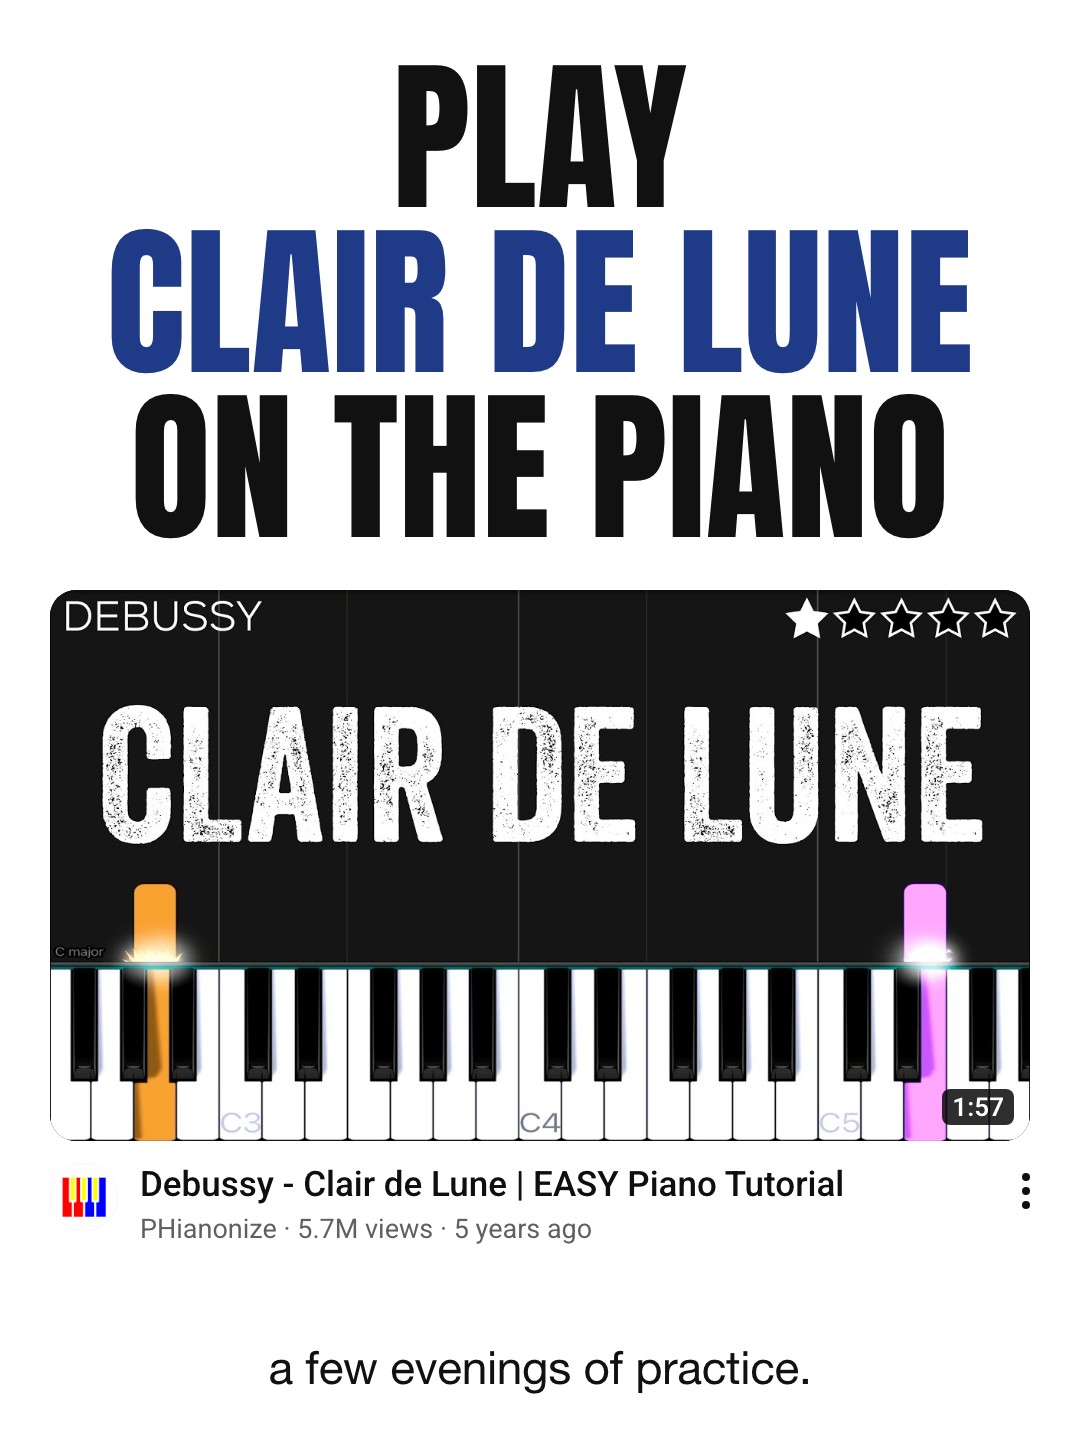 PLAY
CLAIR DE LUNE
ON THE PIANO
DEBUSSY
CLAIR DE LUNE
C major
C3
C4
C5
1:57
Debussy - Clair de Lune | EASY Piano Tutorial
PHianonize · 5.7M views · 5 years ago
a few evenings of practice.